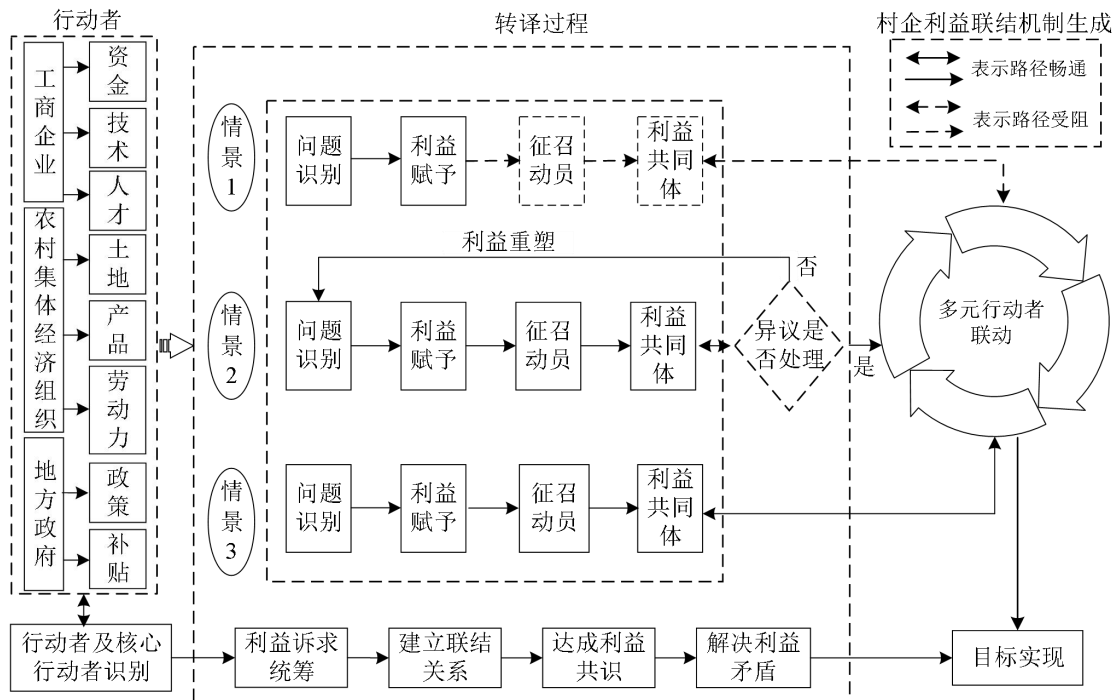 行动者
转译过程
村企利益联结机制生成
表示路径畅通
表示路径受阻
工商企业
资金
技术
人才
农村集体经济组织
土地
产品
劳动力
地方政府
政策
补贴
情景1
问题
识别
利益
赋予
征召
动员
利益
共同
体
利益重塑
否
情景2
问题
识别
利益
赋予
征召
动员
利益
共同
体
异议是
否处理
是
多元行动者
联动
情景3
问题
识别
利益
赋予
征召
动员
利益
共同
体
行动者及核心
行动者识别
利益诉求
统筹
建立联结
关系
达成利益
共识
解决利益
矛盾
目标实现